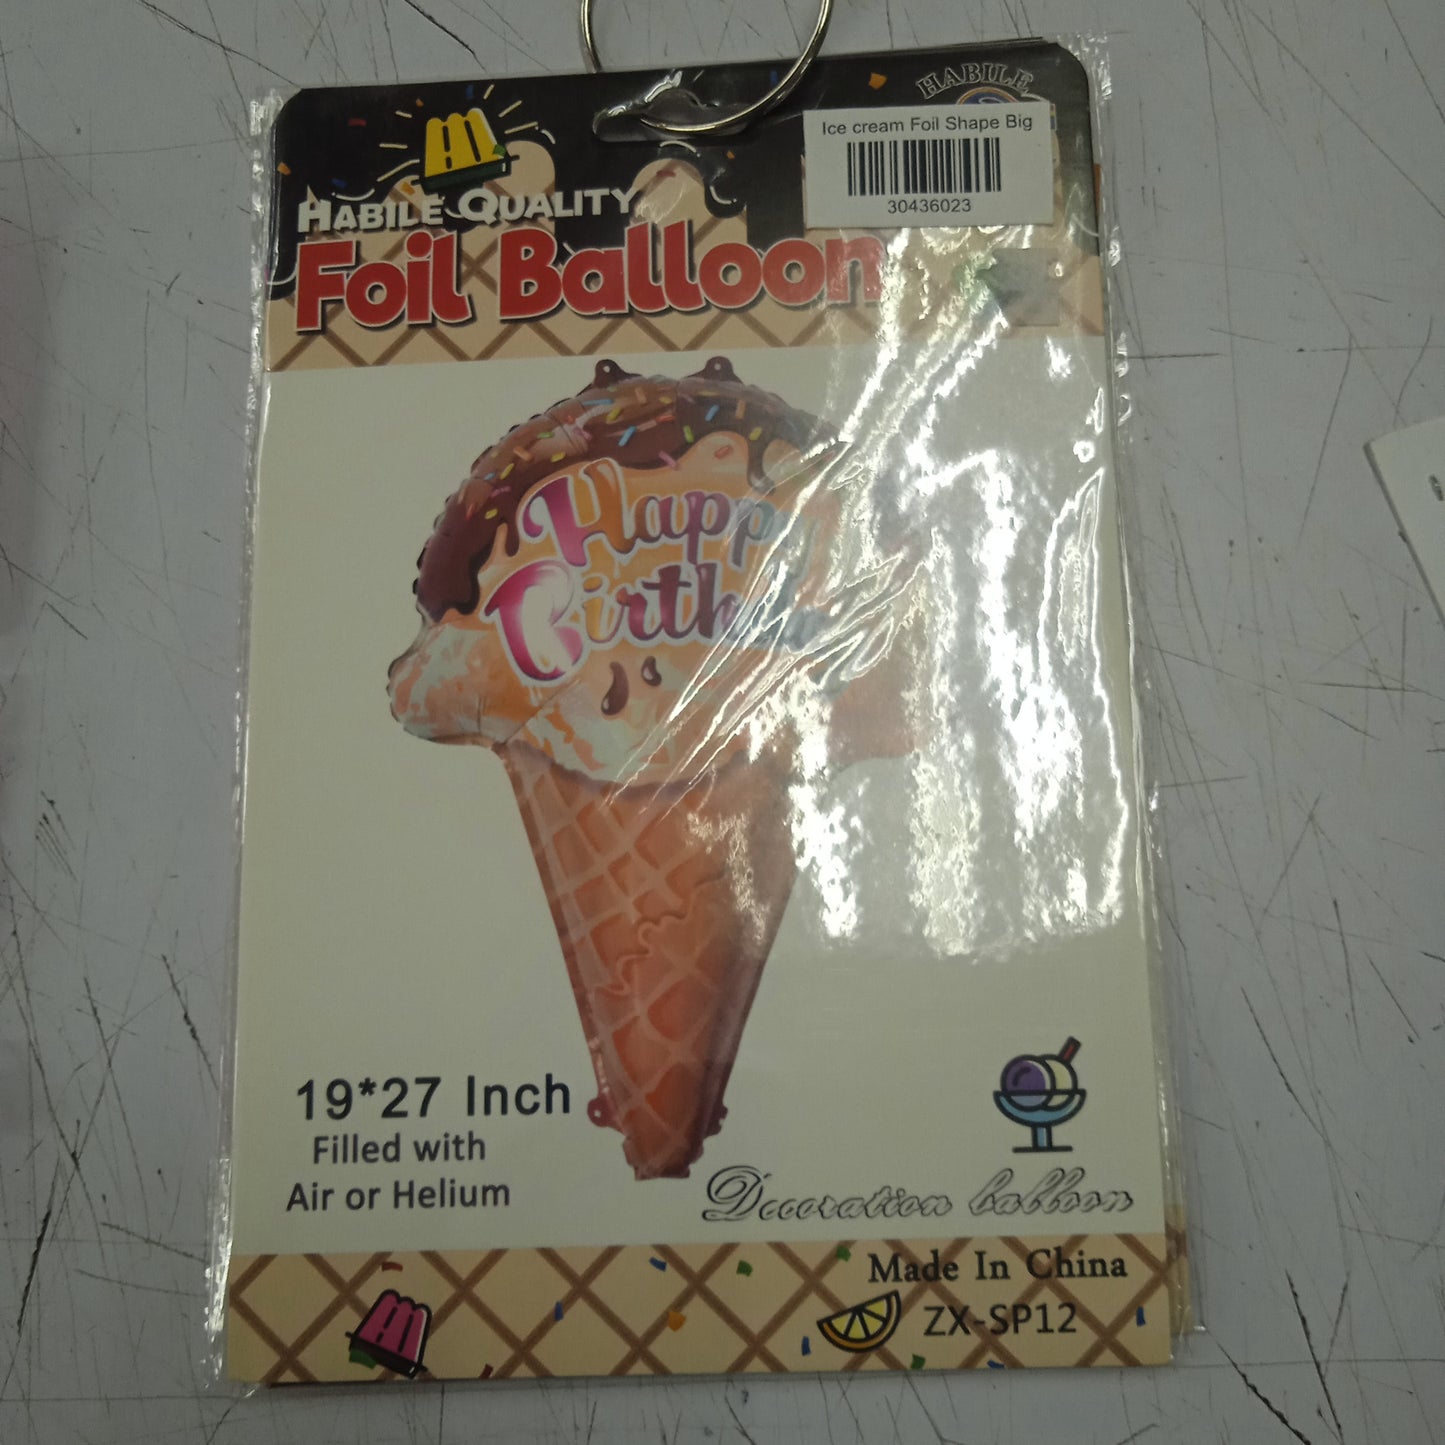 HABILE
Ice cream Foil Shape Big
30436023
HABILE QUALITY
Foil Balloon
Happy
19*27 Inch
Filled with
Air or Helium
Decoration balloon
Made In China
ZX-SP12